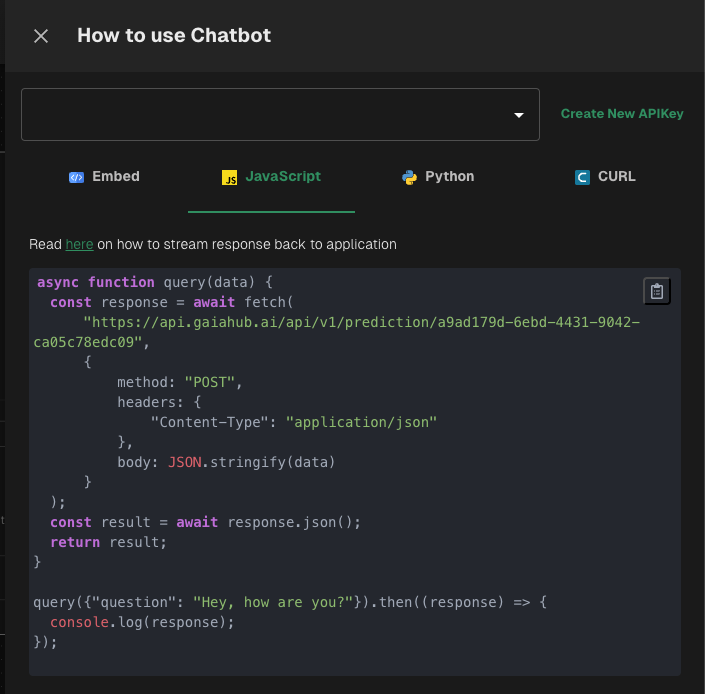 How to use Chatbot
Create New APIKey
Embed
JS JavaScript
Python
C CURL
Read here on how to stream response back to application
async function query(data) {
  const response = await fetch(
      "https://api.gaiahub.ai/api/v1/prediction/a9ad179d-6ebd-4431-9042-
ca05c78edc09",
      {
          method: "POST",
          headers: {
              "Content-Type": "application/json"
          },
          body: JSON.stringify(data)
      }
  );
  const result = await response.json();
  return result;
}
query({"question": "Hey, how are you?"}).then((response) => {
  console.log(response);
});